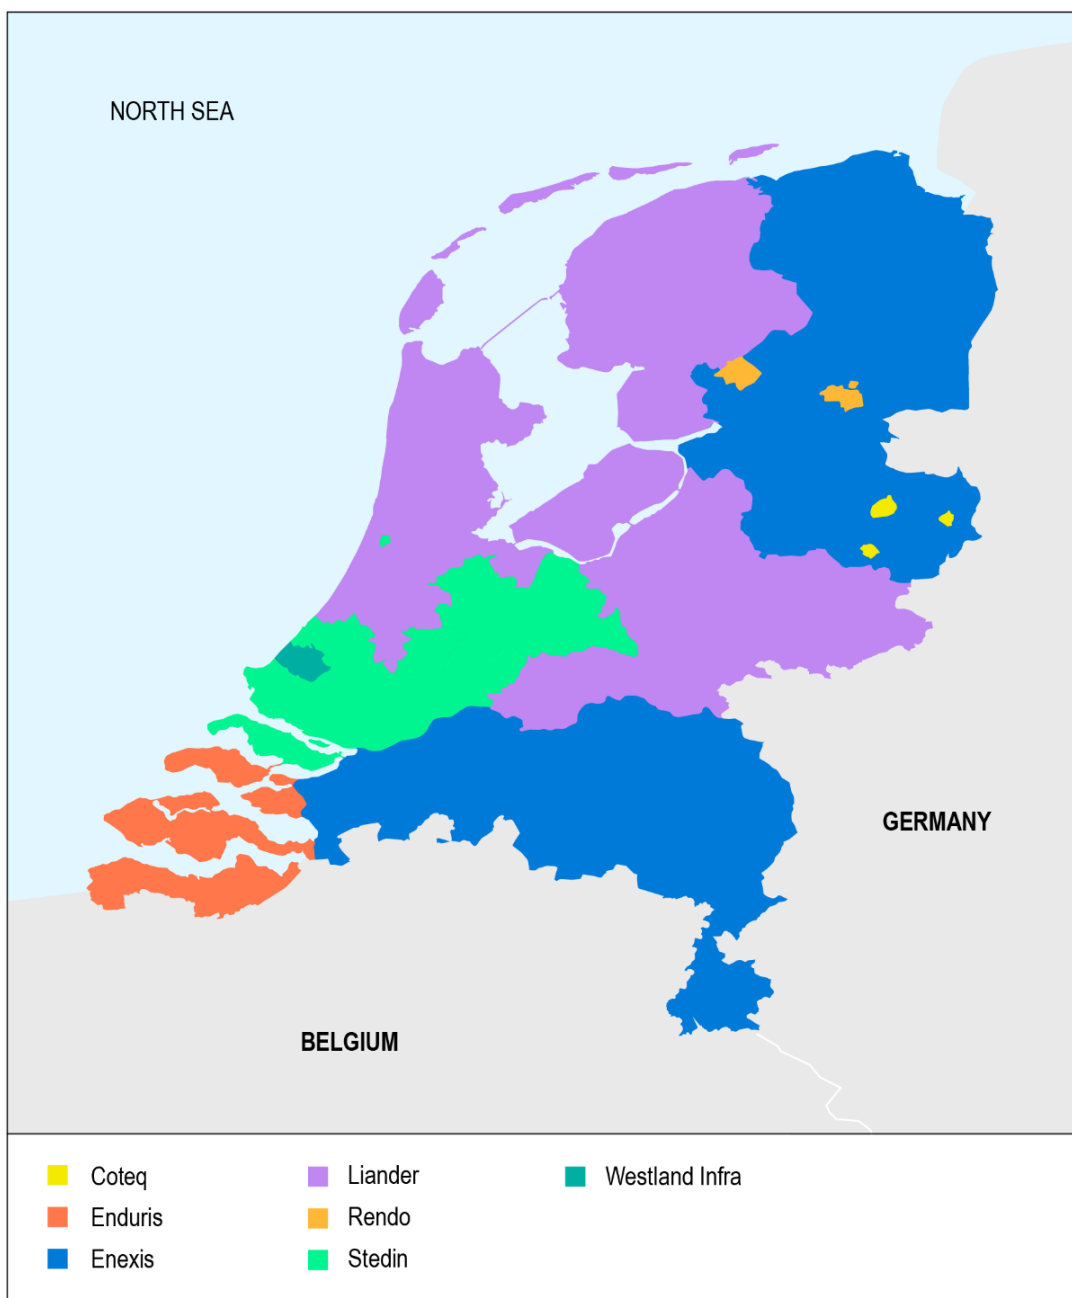 NORTH SEA
GERMANY
BELGIUM
Coteq
Enduris
Enexis
Liander
Rendo
Stedin
Westland Infra